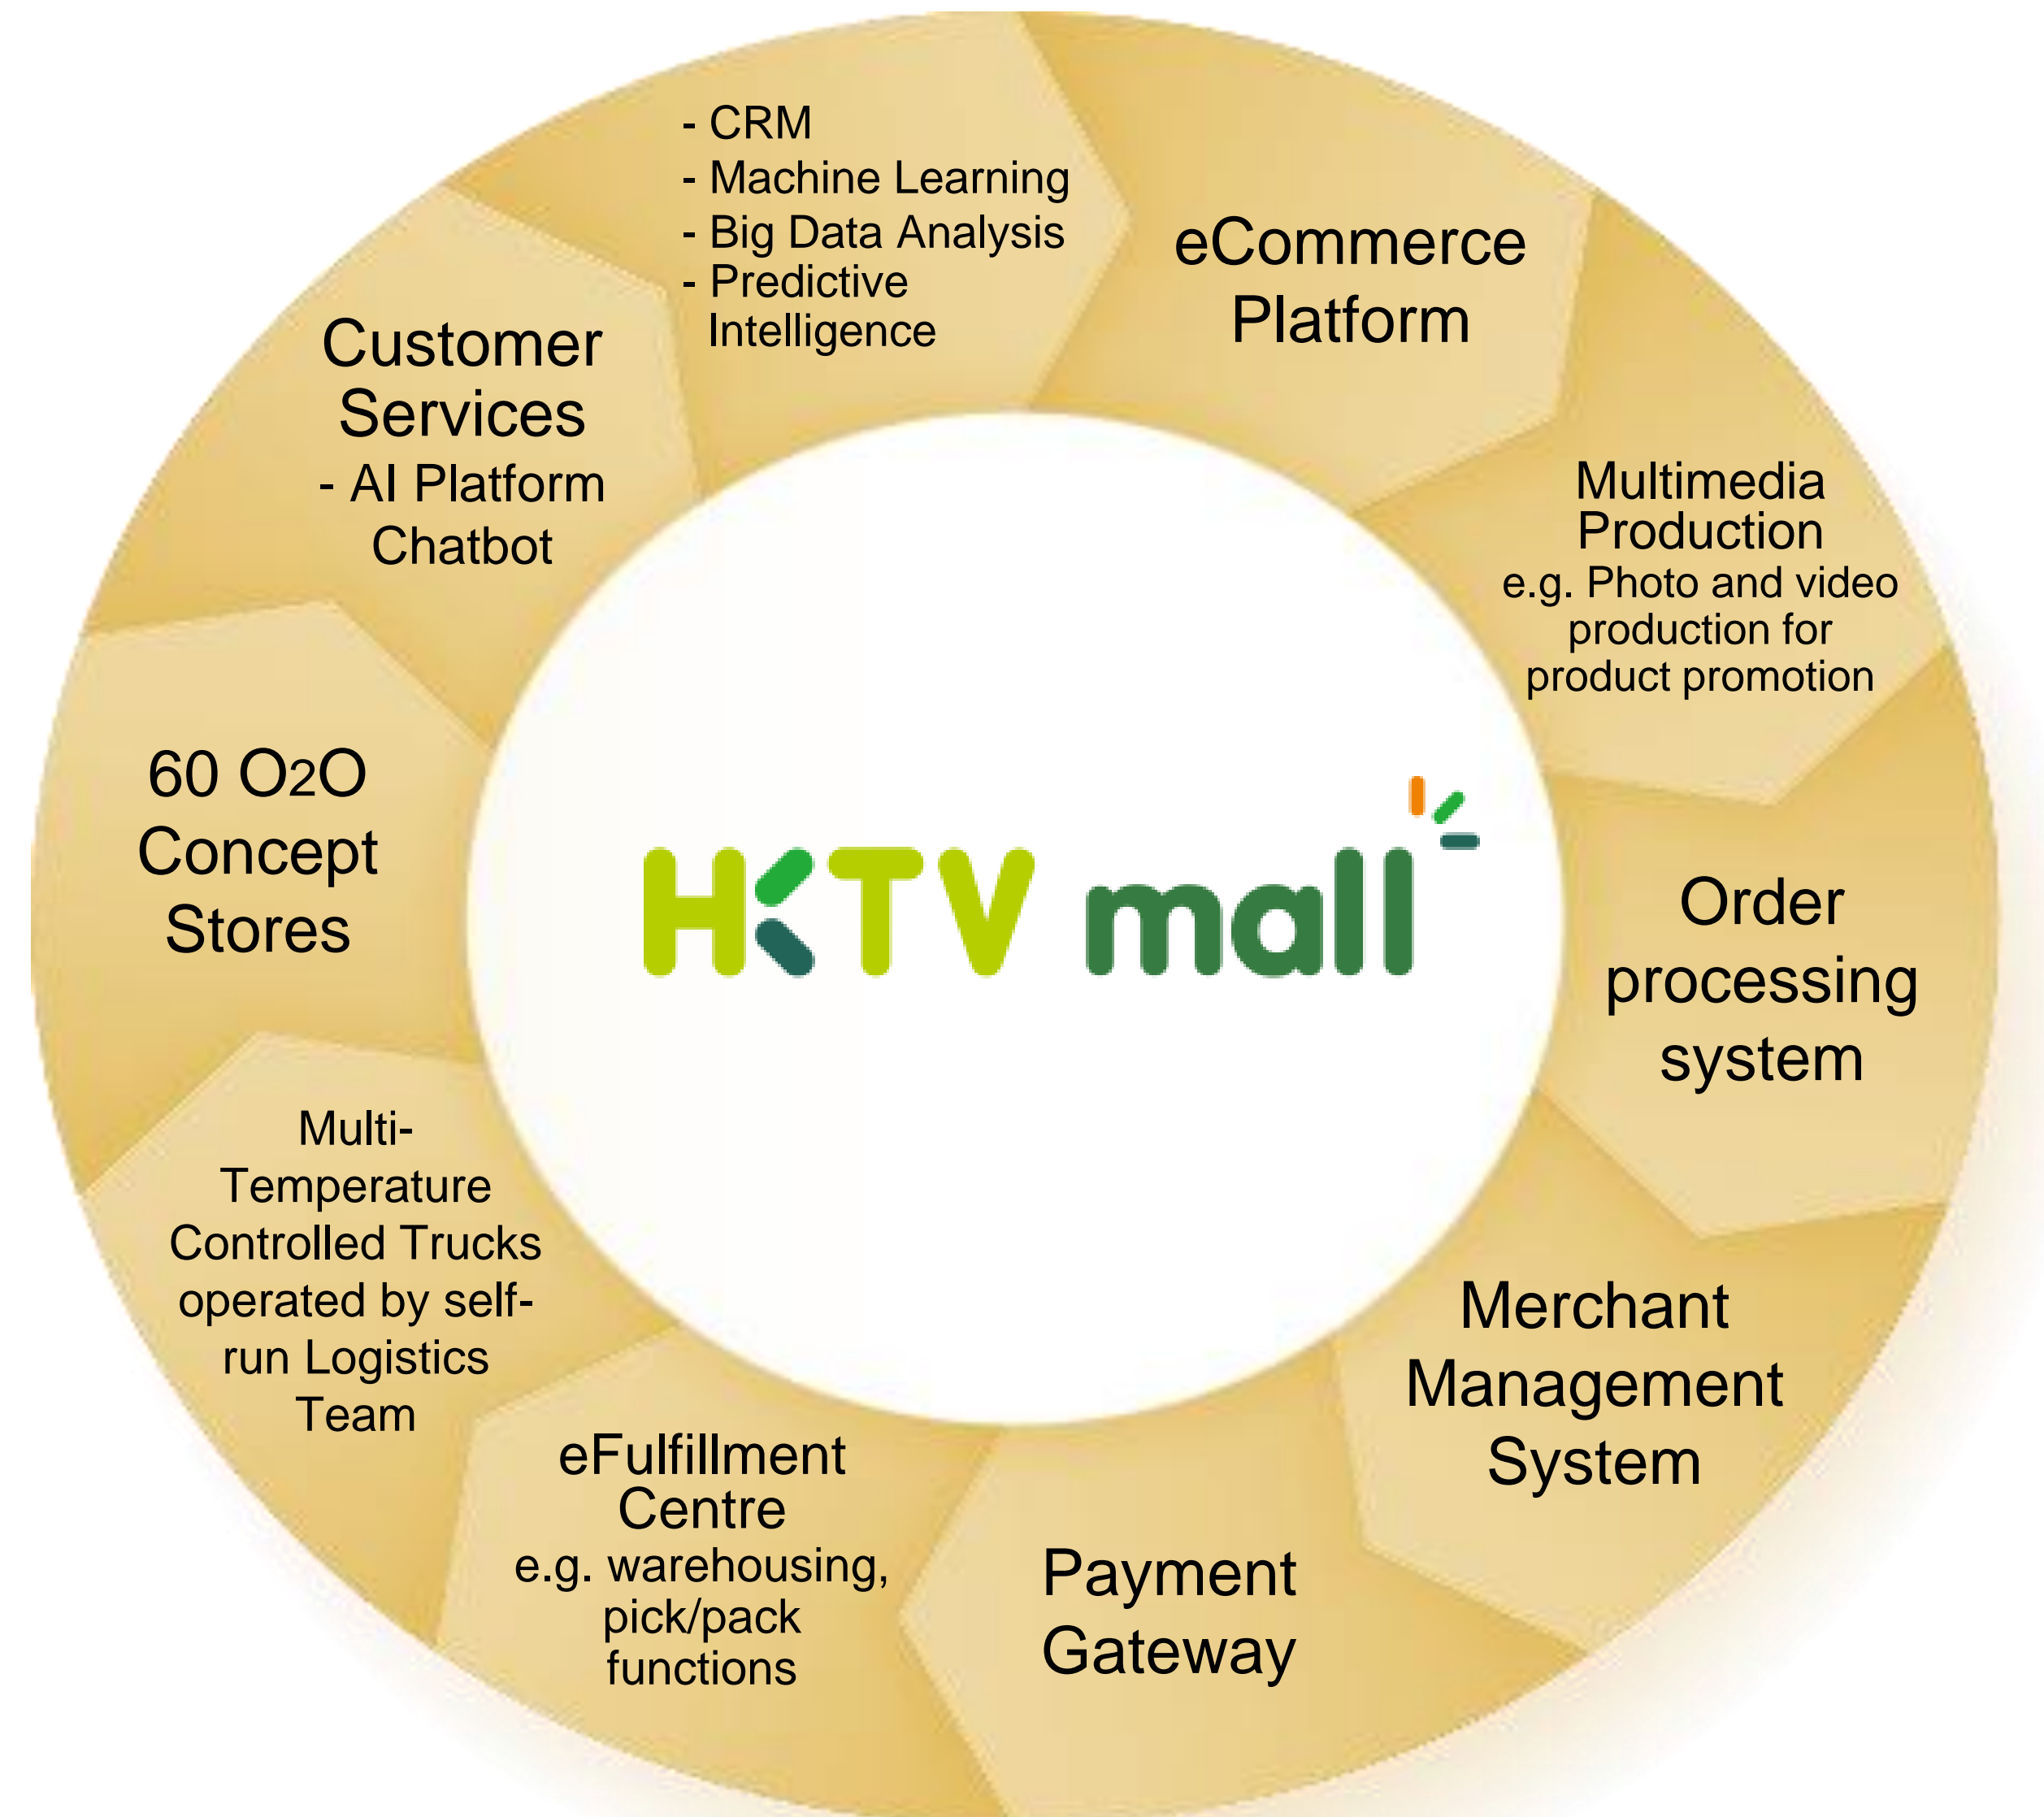 - CRM
- Machine Learning
- Big Data Analysis
- Predictive
Intelligence
eCommerce
Platform
Multimedia
Production
e.g. Photo and video
production for
product promotion
Order
processing
system
Merchant
Management
System
Payment
Gateway
eFulfillment
Centre
e.g. warehousing,
pick/pack
functions
Multi-
Temperature
Controlled Trucks
operated by self-
run Logistics
Team
60 O2O
Concept
Stores
Customer
Services
- AI Platform
Chatbot
HKTV mall